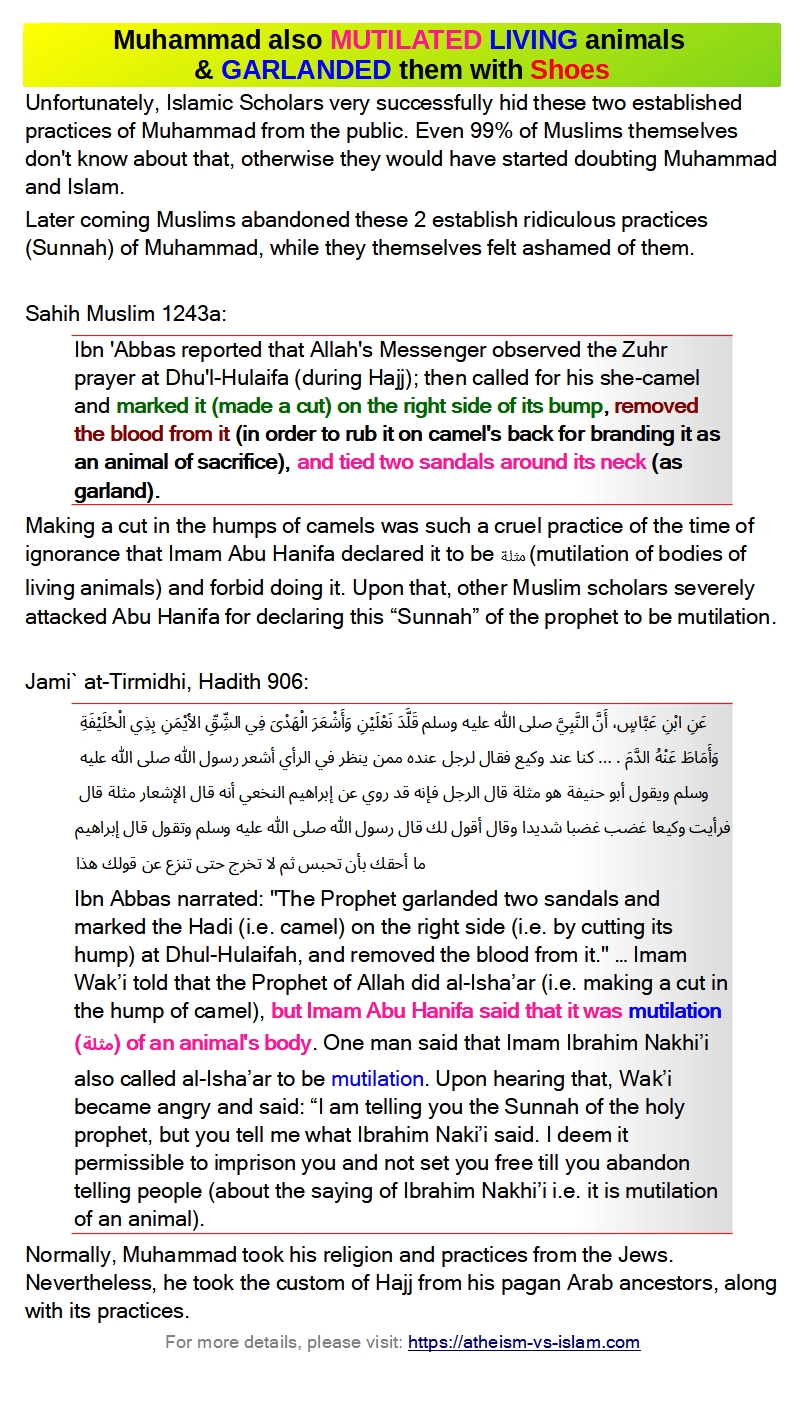 Muhammad also MUTILATED LIVING animals
& GARLANDED them with Shoes
Unfortunately, Islamic Scholars very successfully hid these two established
practices of Muhammad from the public. Even 99% of Muslims themselves
don't know about that, otherwise they would have started doubting Muhammad
and Islam.
Later coming Muslims abandoned these 2 establish ridiculous practices
(Sunnah) of Muhammad, while they themselves felt ashamed of them.
Sahih Muslim 1243a:
Ibn 'Abbas reported that Allah's Messenger observed the Zuhr
prayer at Dhu'l-Hulaifa (during Hajj); then called for his she-camel
and marked it (made a cut) on the right side of its bump, removed
the blood from it (in order to rub it on camel's back for branding it as
an animal of sacrifice), and tied two sandals around its neck (as
garland).
Making a cut in the humps of camels was such a cruel practice of the time of
ignorance that Imam Abu Hanifa declared it to be مثلة (mutilation of bodies of
living animals) and forbid doing it. Upon that, other Muslim scholars severely
attacked Abu Hanifa for declaring this “Sunnah” of the prophet to be mutilation.
Jami` at-Tirmidhi, Hadith 906:
عَنِ ابْنِ عَبَّاسٍ، أَنَّ النَّبِيَّ صلى الله عليه وسلم قَلَّدَ نَعْلَيْنِ وَأَشْعَرَ الْهَدْىَ فِي الشِّقِّ الأَيْمَنِ بِذِي الْحُلَيْفَةِ
وَأَمَاطَ عَنْهُ الدَّمَ . ... كنا عند وكيع فقال لرجل عنده ممن ينظر في الرأي أشعر رسول الله صلى الله عليه
وسلم ويقول أبو حنيفة هو مثلة قال الرجل فإنه قد روي عن إبراهيم النخعي أنه قال الإشعار مثلة قال
فرأيت وكيعا غضب غضبا شديدا وقال أقول لك قال رسول الله صلى الله عليه وسلم وتقول قال إبراهيم
ما أحقك بأن تحبس ثم لا تخرج حتى تنزع عن قولك هذا
Ibn Abbas narrated: "The Prophet garlanded two sandals and
marked the Hadi (i.e. camel) on the right side (i.e. by cutting its
hump) at Dhul-Hulaifah, and removed the blood from it." ... Imam
Wak’i told that the Prophet of Allah did al-Isha’ar (i.e. making a cut in
the hump of camel), but Imam Abu Hanifa said that it was mutilation
(مثلة) of an animal's body. One man said that Imam Ibrahim Nakhi’i
also called al-Isha’ar to be mutilation. Upon hearing that, Wak’i
became angry and said: “I am telling you the Sunnah of the holy
prophet, but you tell me what Ibrahim Naki’i said. I deem it
permissible to imprison you and not set you free till you abandon
telling people (about the saying of Ibrahim Nakhi’i i.e. it is mutilation
of an animal).
Normally, Muhammad took his religion and practices from the Jews.
Nevertheless, he took the custom of Hajj from his pagan Arab ancestors, along
with its practices.
For more details, please visit: https://atheism-vs-islam.com